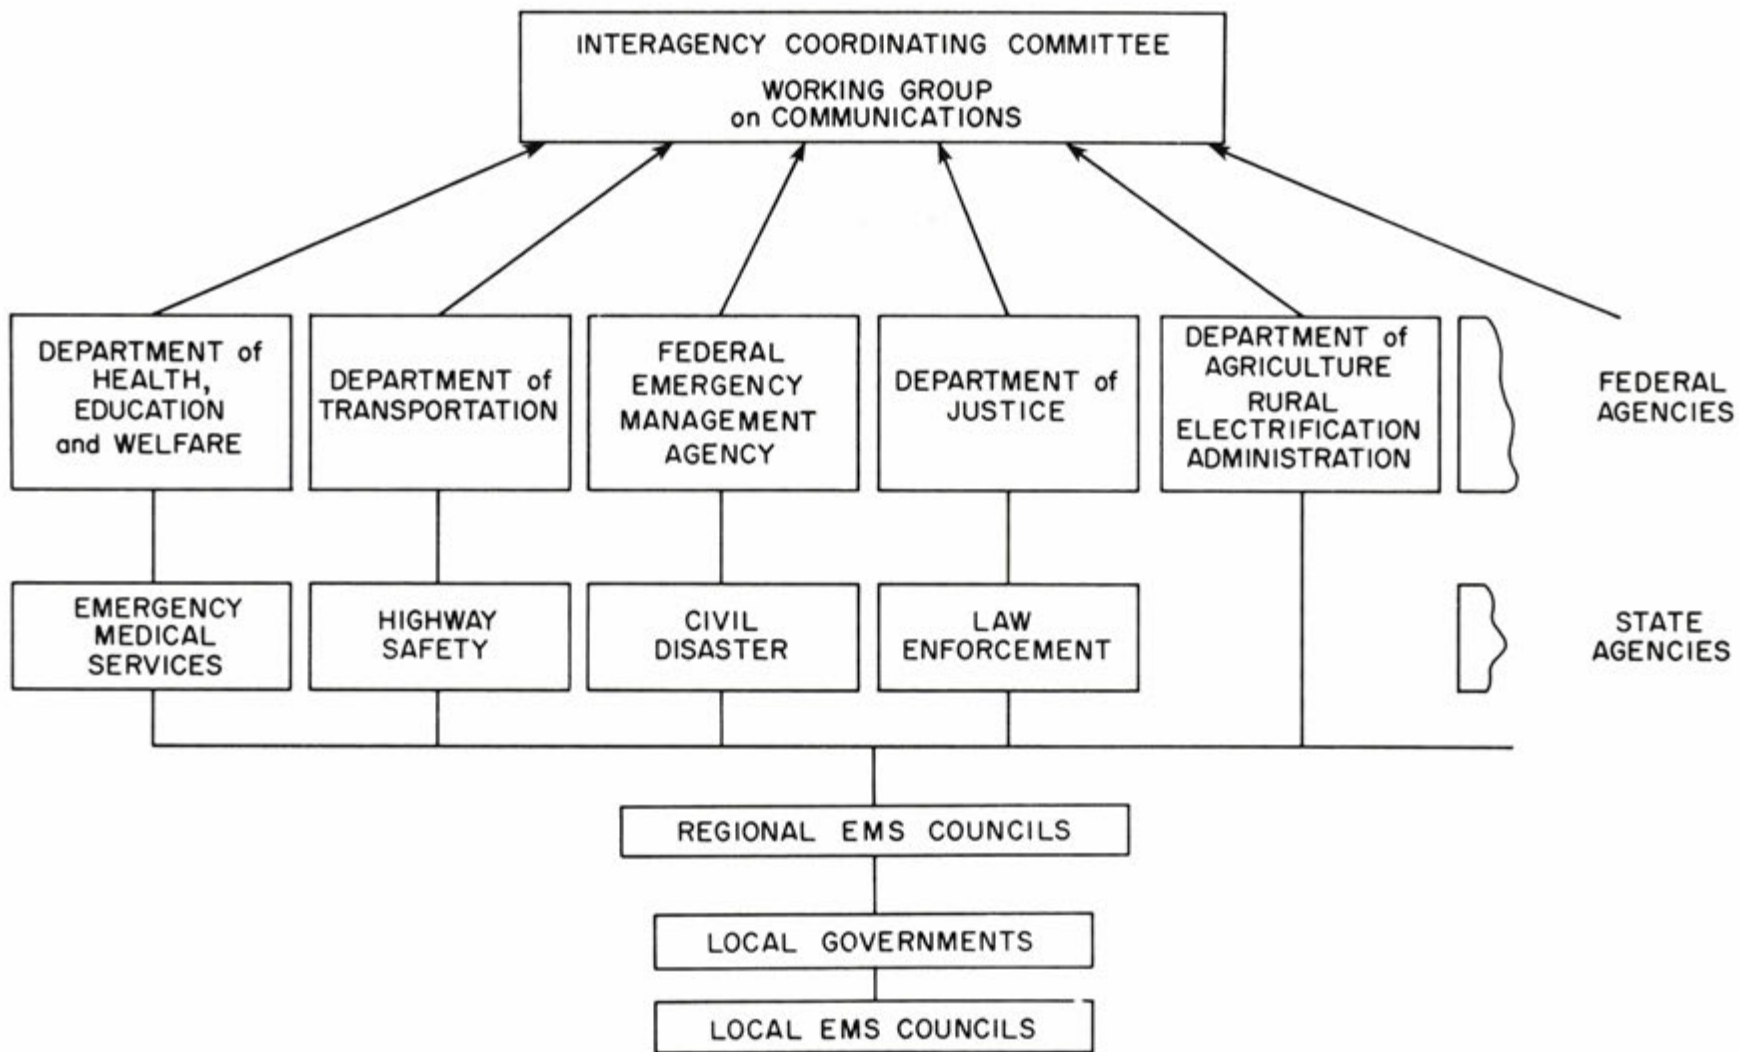 INTERAGENCY COORDINATING COMMITTEE
WORKING GROUP
on COMMUNICATIONS
DEPARTMENT of
HEALTH,
EDUCATION
and WELFARE
DEPARTMENT of
TRANSPORTATION
FEDERAL
EMERGENCY
MANAGEMENT
AGENCY
DEPARTMENT of
JUSTICE
DEPARTMENT of
AGRICULTURE
RURAL
ELECTRIFICATION
ADMINISTRATION
FEDERAL
AGENCIES
EMERGENCY
MEDICAL
SERVICES
HIGHWAY
SAFETY
CIVIL
DISASTER
LAW
ENFORCEMENT
STATE
AGENCIES
REGIONAL EMS COUNCILS
LOCAL GOVERNMENTS
LOCAL EMS COUNCILS